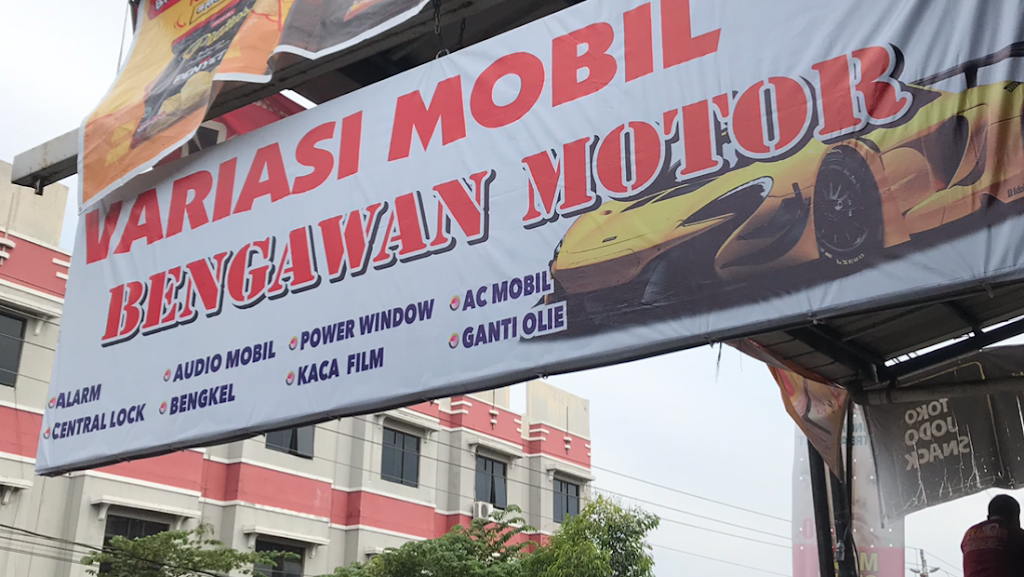 VARIASI MOBIL
BENGAWAN MOTOR
ALARM
CENTRAL LOCK
AUDIO MOBIL
BENGKEL
POWER WINDOW
KACA FILM
AC MOBIL
GANTI OLIE
TOKO
JODO
SNACK